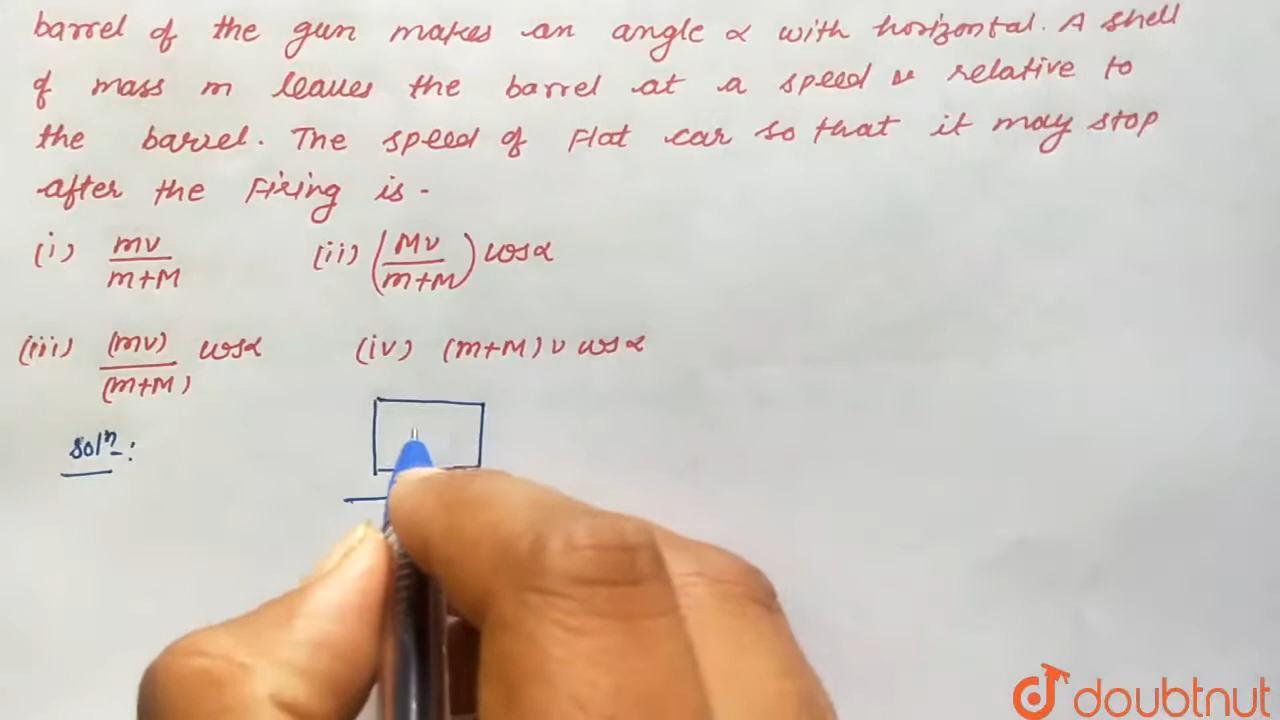 barrel of the gun makes an angle α with horizontal. A shell
of mass m leaves the barrel at a speed v relative to
the barrel. The speed of Flat car so that it may stop
after the Firing is -
(i) mv/m+M (ii) (Mv/m+M) cosα
(iii) (mv)/(m+M) cosα (iv) (m+M) v cosα
Solⁿ:
doubtnut